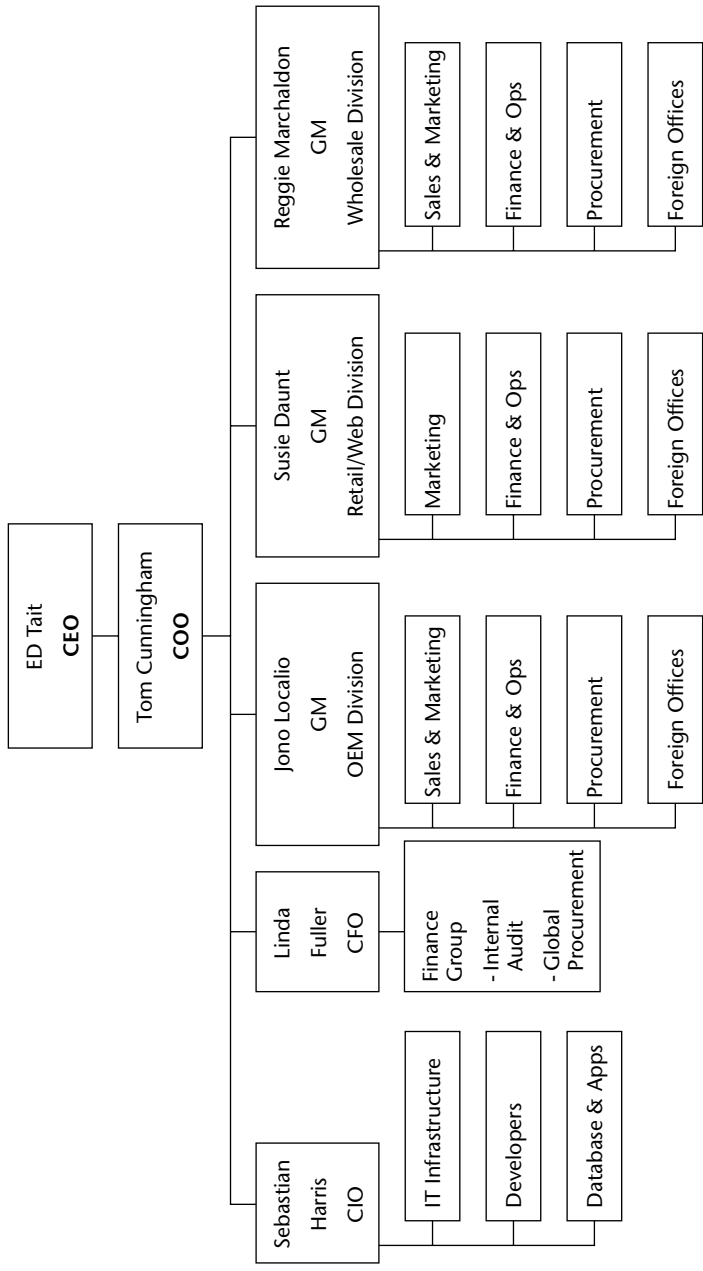 ED Tait
CEO
Tom Cunningham
COO
Sebastian
Harris
CIO
IT Infrastructure
Developers
Database & Apps
Linda
Fuller
CFO
Finance
Group
- Internal
Audit
- Global
Procurement
Jono Localio
GM
OEM Division
Sales & Marketing
Finance & Ops
Procurement
Foreign Offices
Susie Daunt
GM
Retail/Web Division
Marketing
Finance & Ops
Procurement
Foreign Offices
Reggie Marchaldon
GM
Wholesale Division
Sales & Marketing
Finance & Ops
Procurement
Foreign Offices